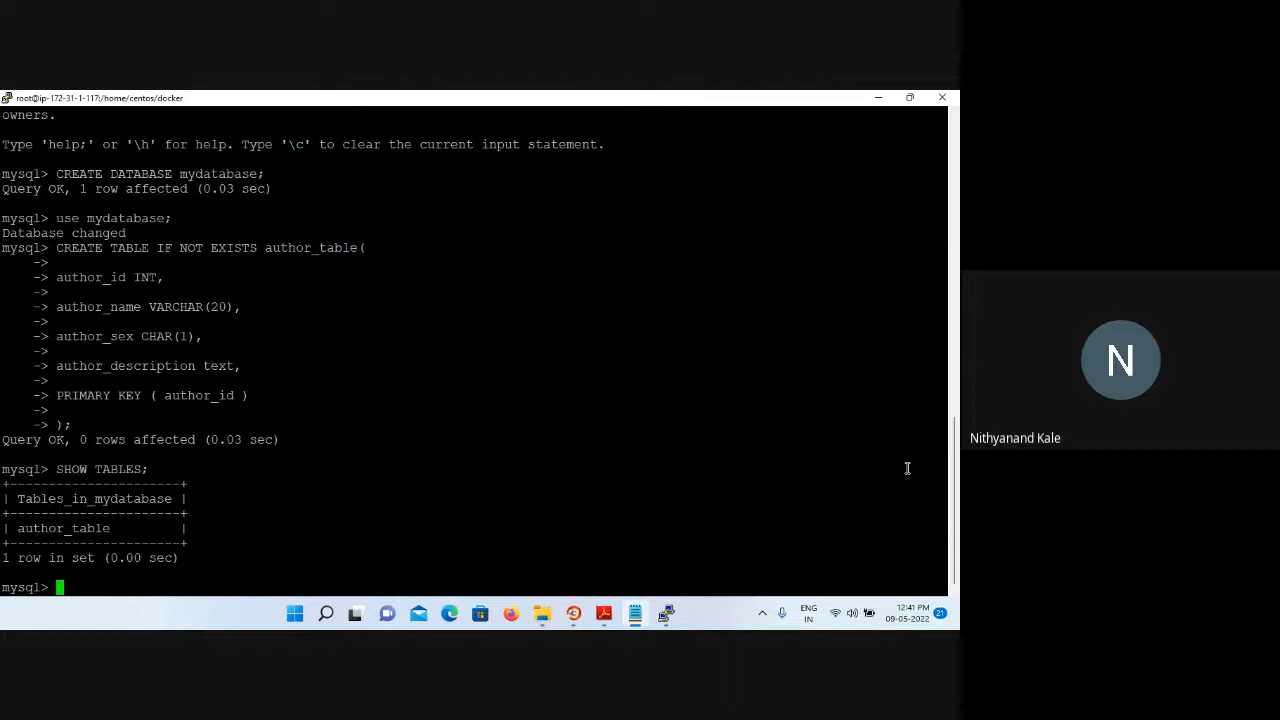 root@ip-172-31-1-117:/home/centos/docker
owners.
Type 'help;' or '\h' for help. Type '\c' to clear the current input statement.
mysql> CREATE DATABASE mydatabase;
Query OK, 1 row affected (0.03 sec)
mysql> use mydatabase;
Database changed
mysql> CREATE TABLE IF NOT EXISTS author_table(
->
-> author_id INT,
->
-> author_name VARCHAR(20),
->
-> author_sex CHAR(1),
->
-> author_description text,
->
-> PRIMARY KEY ( author_id )
->
-> );
Query OK, 0 rows affected (0.03 sec)
mysql> SHOW TABLES;
+----------------------+
| Tables_in_mydatabase |
+----------------------+
| author_table         |
+----------------------+
1 row in set (0.00 sec)
mysql>
N
Nithyanand Kale
ENG
IN
12:41 PM
09-05-2022
21